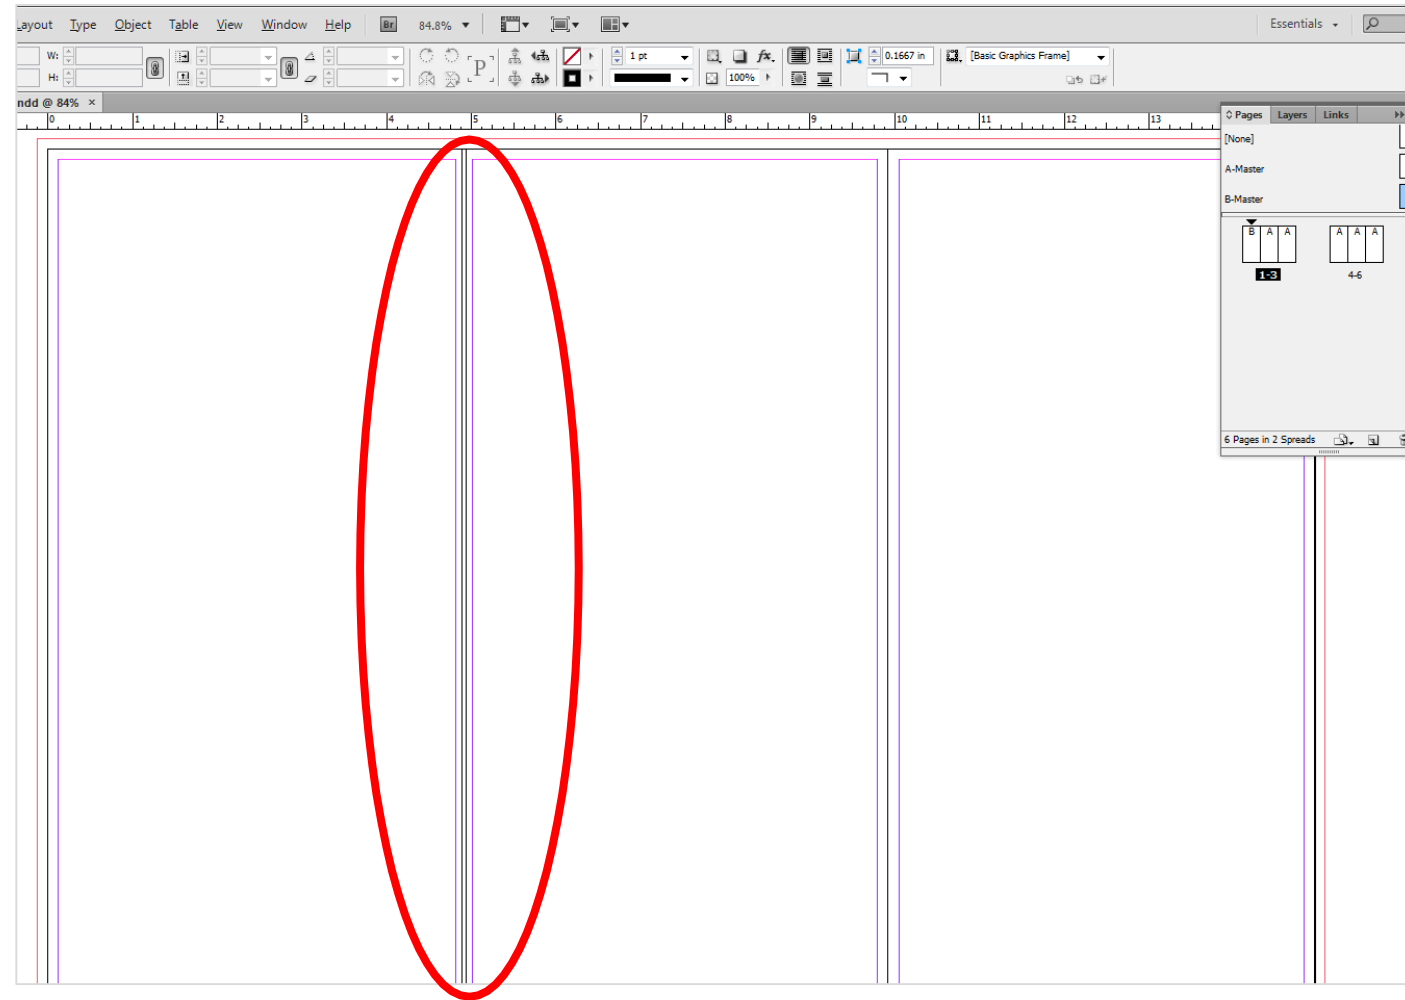 Layout Type Object Table View Window Help Br 84.8% Essentials
W: 1 pt fx. 0.1667 in [Basic Graphics Frame]
H: P 100%
ndd @ 84% ×
0 1 2 3 4 5 6 7 8 9 10 11 12 13
Pages Layers Links
[None]
A-Master
B-Master
B A A A A A
1-3 4-6
6 Pages in 2 Spreads